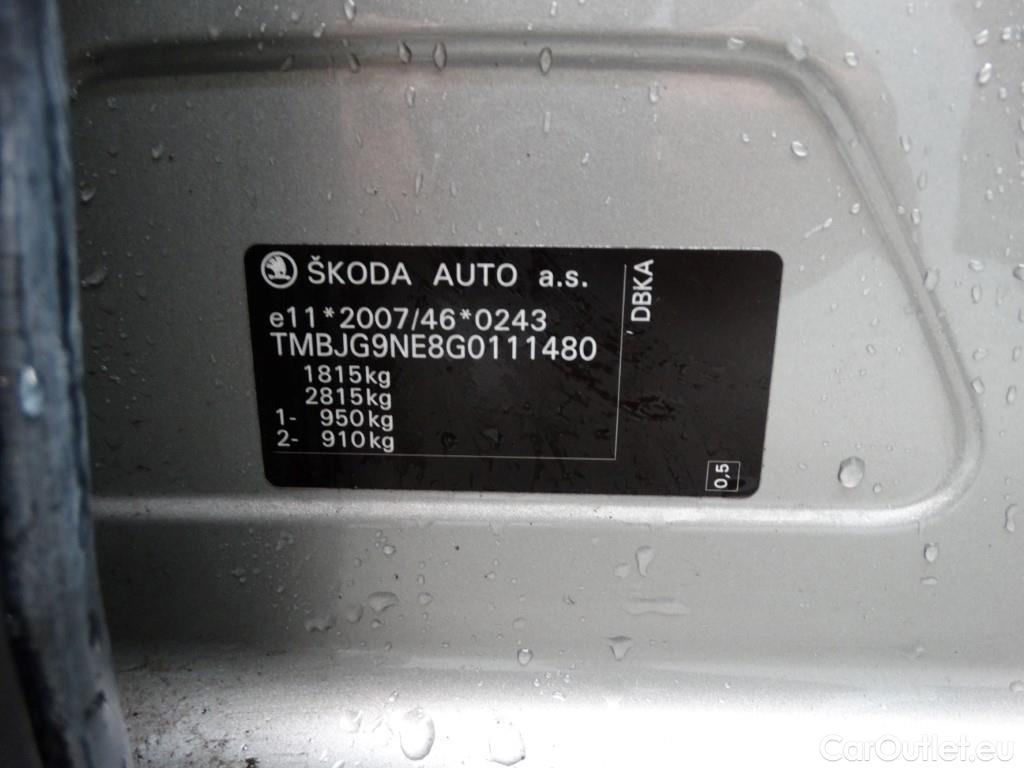 ŠKODA AUTO a.s.
e11*2007/46*0243
TMBJG9NE8G0111480
1815kg
2815kg
1- 950kg
2- 910kg
DBKA
0,5
CarOutlet.eu